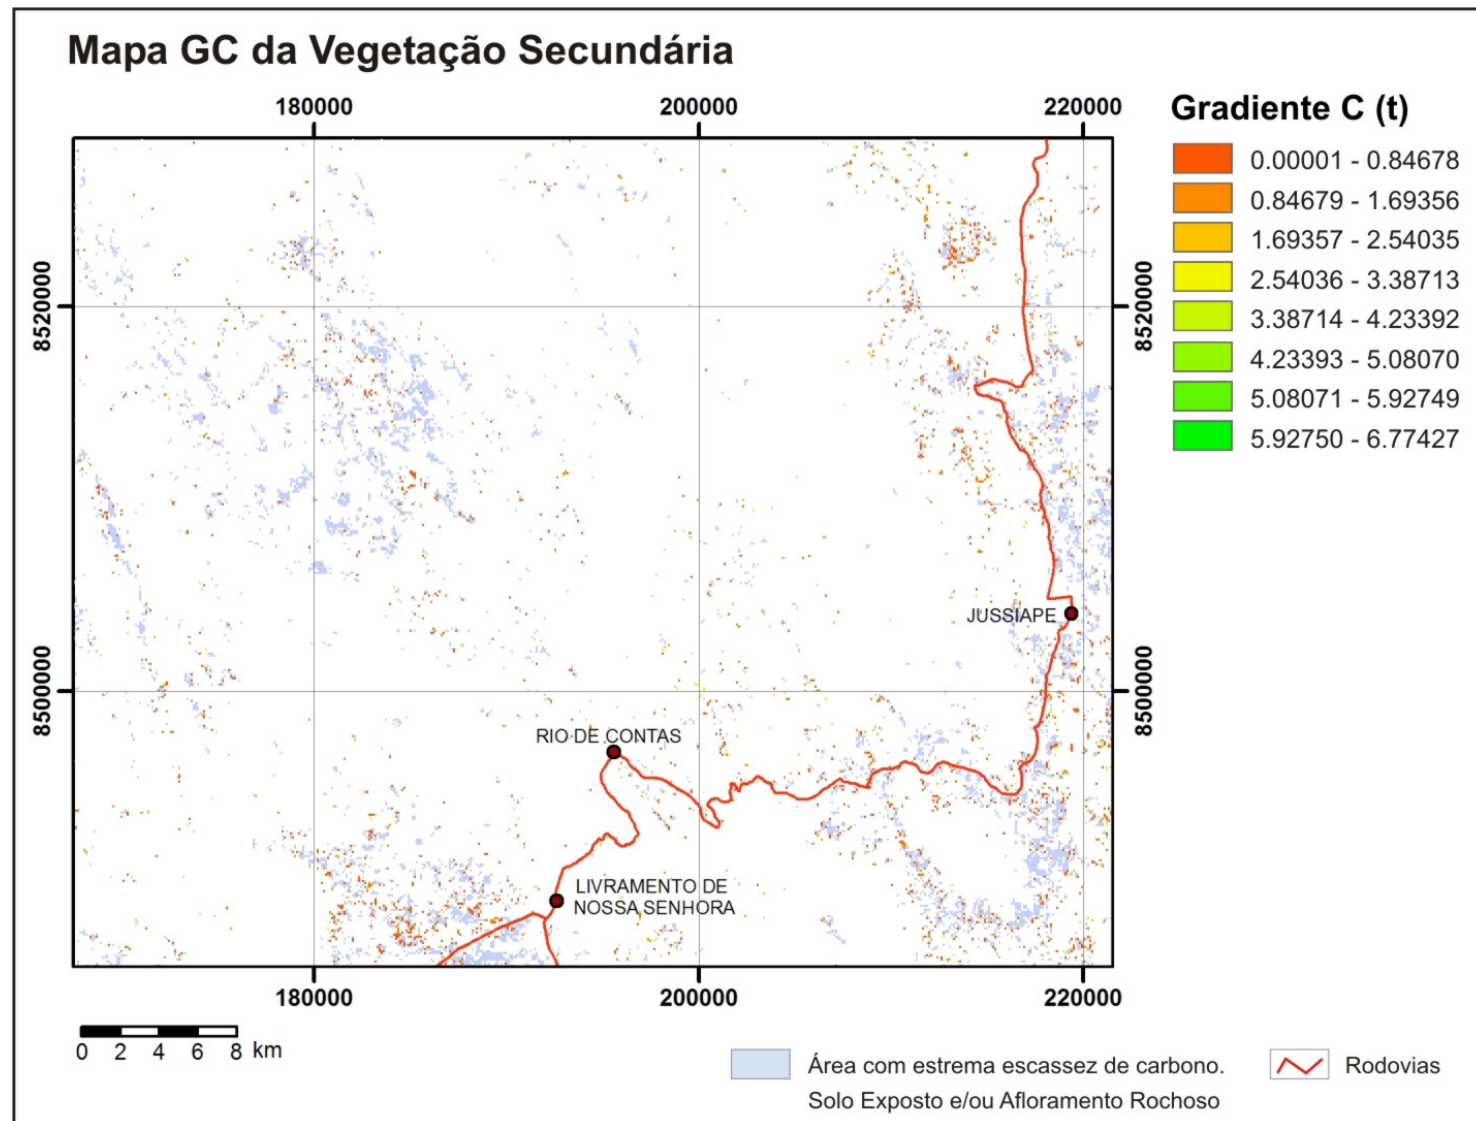 Mapa GC da Vegetação Secundária
180000 200000 220000
Gradiente C (t)
0.00001 - 0.84678
0.84679 - 1.69356
1.69357 - 2.54035
2.54036 - 3.38713
3.38714 - 4.23392
4.23393 - 5.08070
5.08071 - 5.92749
5.92750 - 6.77427
8520000
8520000
JUSSIAPE
8500000
8500000
RIO DE CONTAS
LIVRAMENTO DE
NOSSA SENHORA
180000 200000 220000
0 2 4 6 8 km
Área com estrema escassez de carbono.
Solo Exposto e/ou Afloramento Rochoso
Rodovias